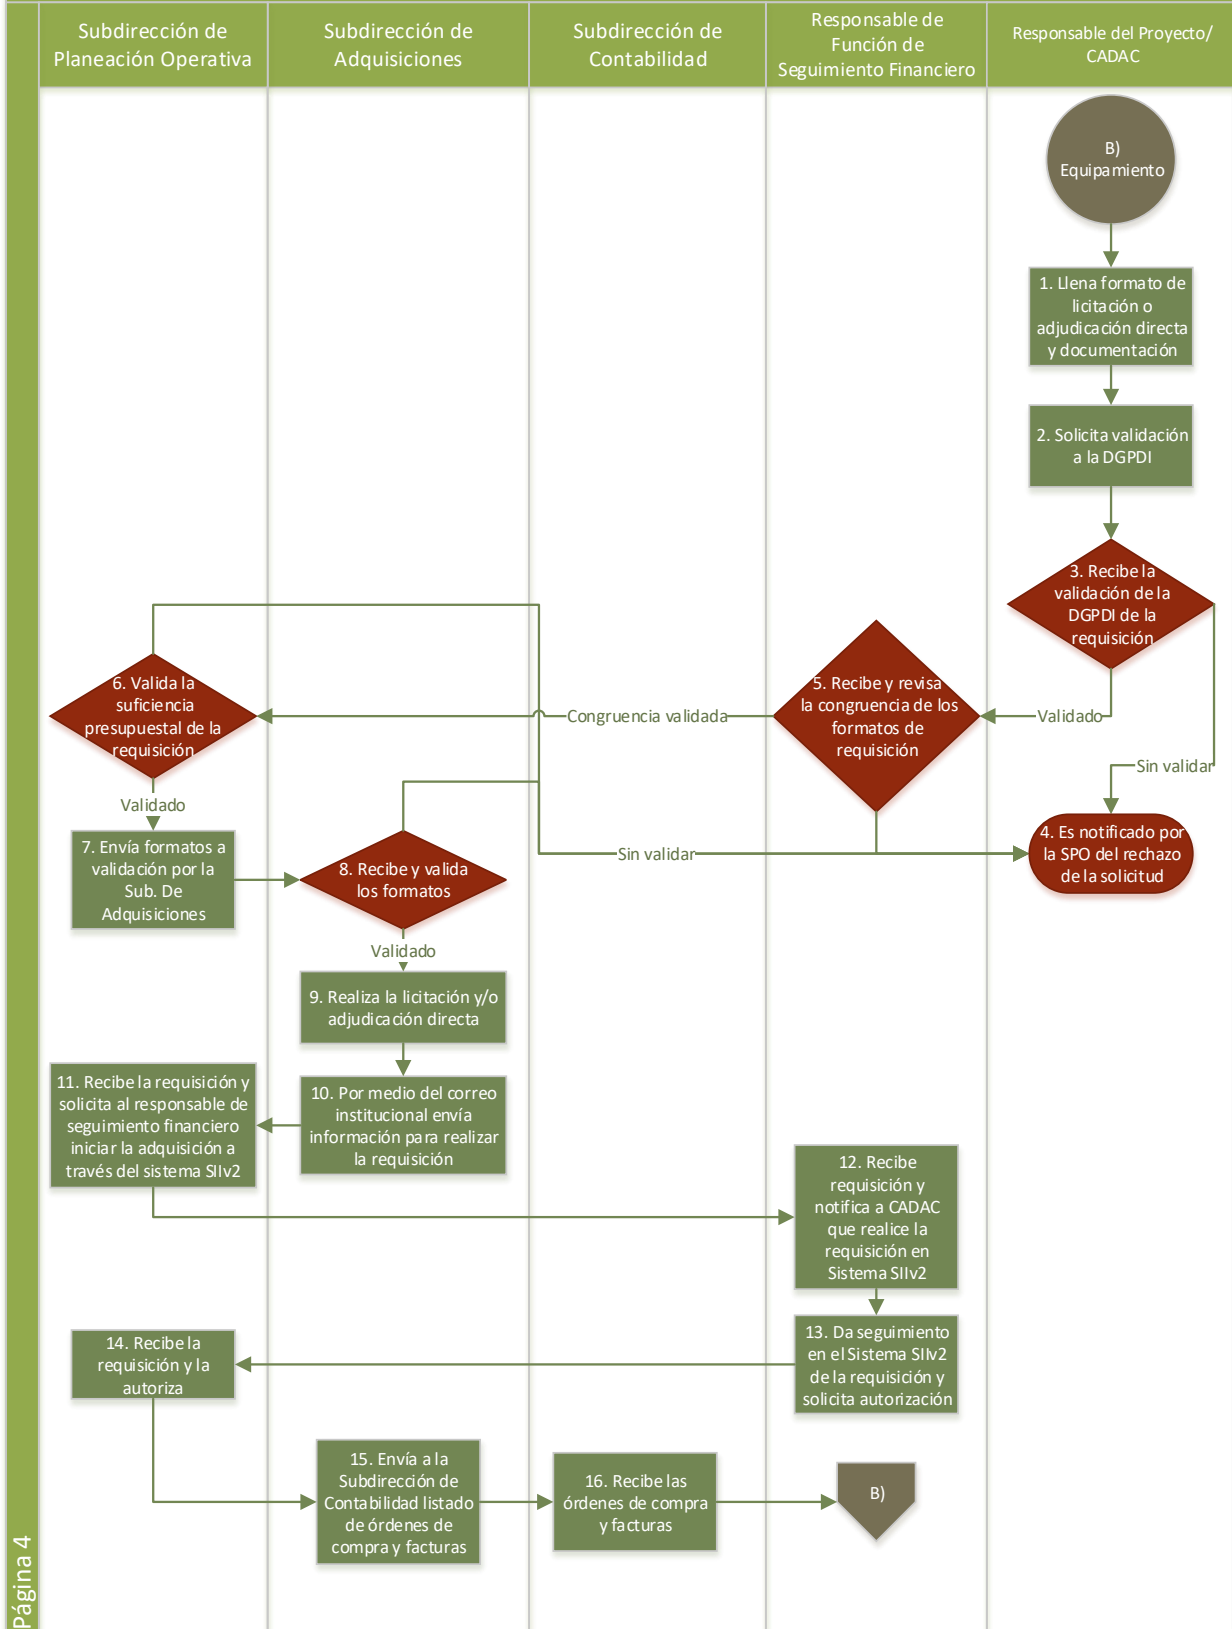 Subdirección de
Planeación Operativa
Subdirección de
Adquisiciones
Subdirección de
Contabilidad
Responsable de
Función de
Seguimiento Financiero
Responsable del Proyecto/
CADAC
B)
Equipamiento
1. Llena formato de
licitación o
adjudicación directa
y documentación
2. Solicita validación
a la DGPDI
3. Recibe la
validación de la
DGPDI de la
requisición
Validado
Sin validar
4. Es notificado por
la SPO del rechazo
de la solicitud
5. Recibe y revisa
la congruencia de los
formatos de
requisición
Congruencia validada
Sin validar
6. Valida la
suficiencia
presupuestal de la
requisición
Validado
7. Envía formatos a
validación por la
Sub. De
Adquisiciones
8. Recibe y valida
los formatos
Validado
9. Realiza la licitación y/o
adjudicación directa
10. Por medio del correo
institucional envía
información para realizar
la requisición
11. Recibe la requisición y
solicita al responsable de
seguimiento financiero
iniciar la adquisición a
través del sistema SIIv2
12. Recibe
requisición y
notifica a CADAC
que realice la
requisición en
Sistema SIIv2
13. Da seguimiento
en el Sistema SIIv2
de la requisición y
solicita autorización
14. Recibe la
requisición y la
autoriza
15. Envía a la
Subdirección de
Contabilidad listado
de órdenes de
compra y facturas
16. Recibe las
órdenes de compra
y facturas
B)
Página 4